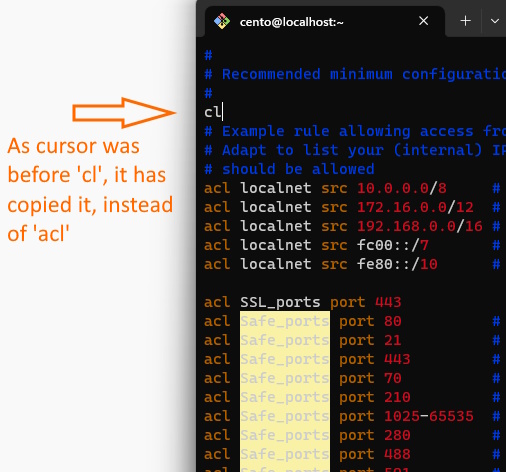 cento@localhost:~
#
# Recommended minimum configuratio
#
cl
As cursor was
before 'cl', it has
copied it, instead
of 'acl'
# Example rule allowing access fro
# Adapt to list your (internal) IP
# should be allowed
acl localnet src 10.0.0.0/8 #
acl localnet src 172.16.0.0/12 #
acl localnet src 192.168.0.0/16 #
acl localnet src fc00::/7 #
acl localnet src fe80::/10 #
acl SSL_ports port 443
acl Safe_ports port 80 #
acl Safe_ports port 21 #
acl Safe_ports port 443 #
acl Safe_ports port 70 #
acl Safe_ports port 210 #
acl Safe_ports port 1025-65535 #
acl Safe_ports port 280 #
acl Safe_ports port 488 #
acl Safe_ports port 591 #